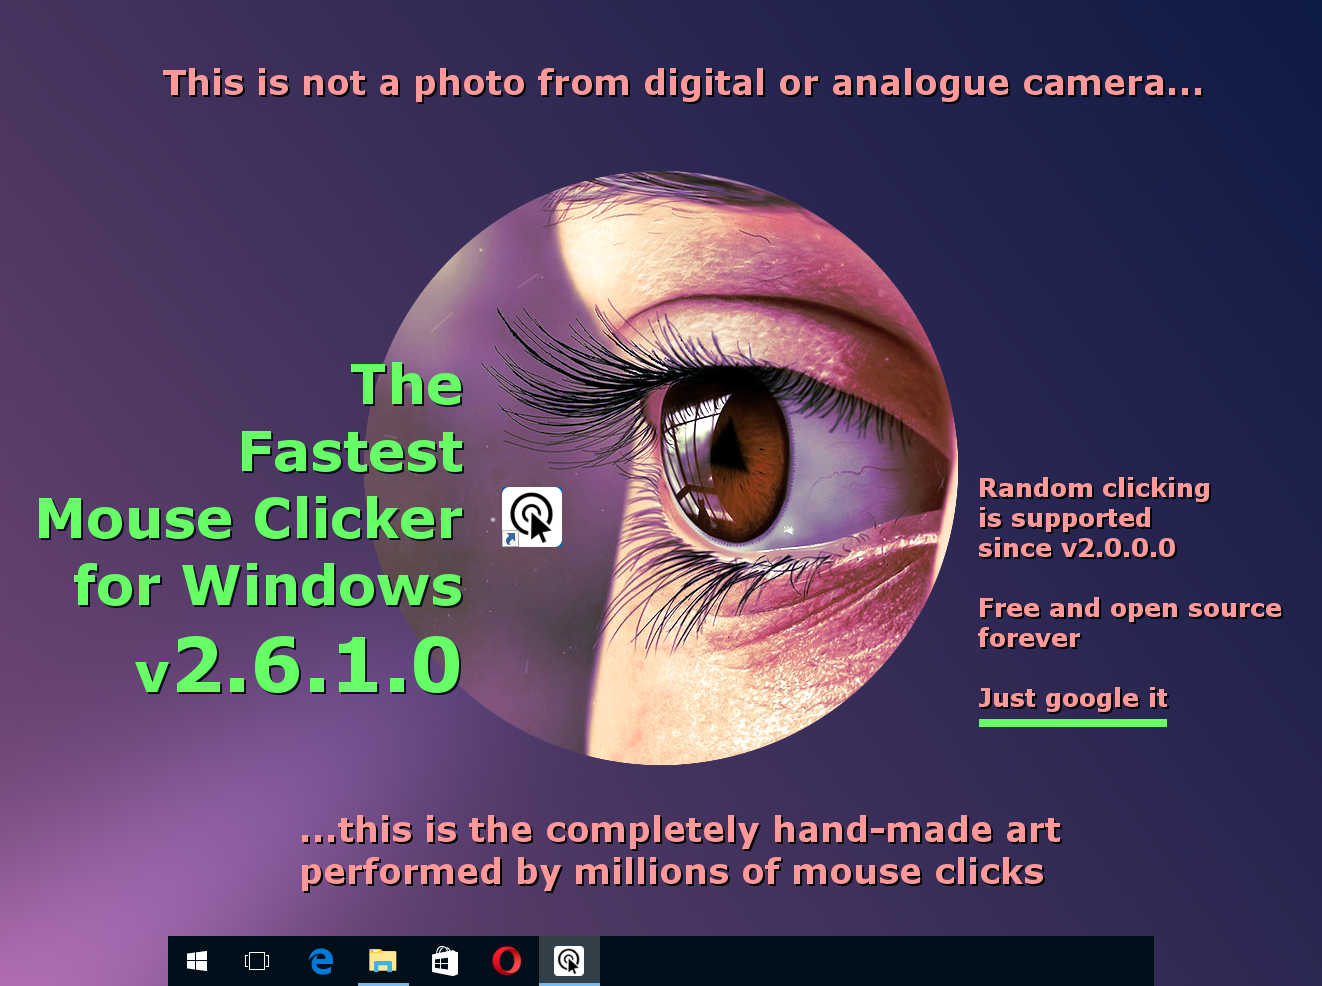 This is not a photo from digital or analogue camera...
The
Fastest
Mouse Clicker
for Windows
v2.6.1.0
Random clicking
is supported
since v2.0.0.0
Free and open source
forever
Just google it
...this is the completely hand-made art
performed by millions of mouse clicks